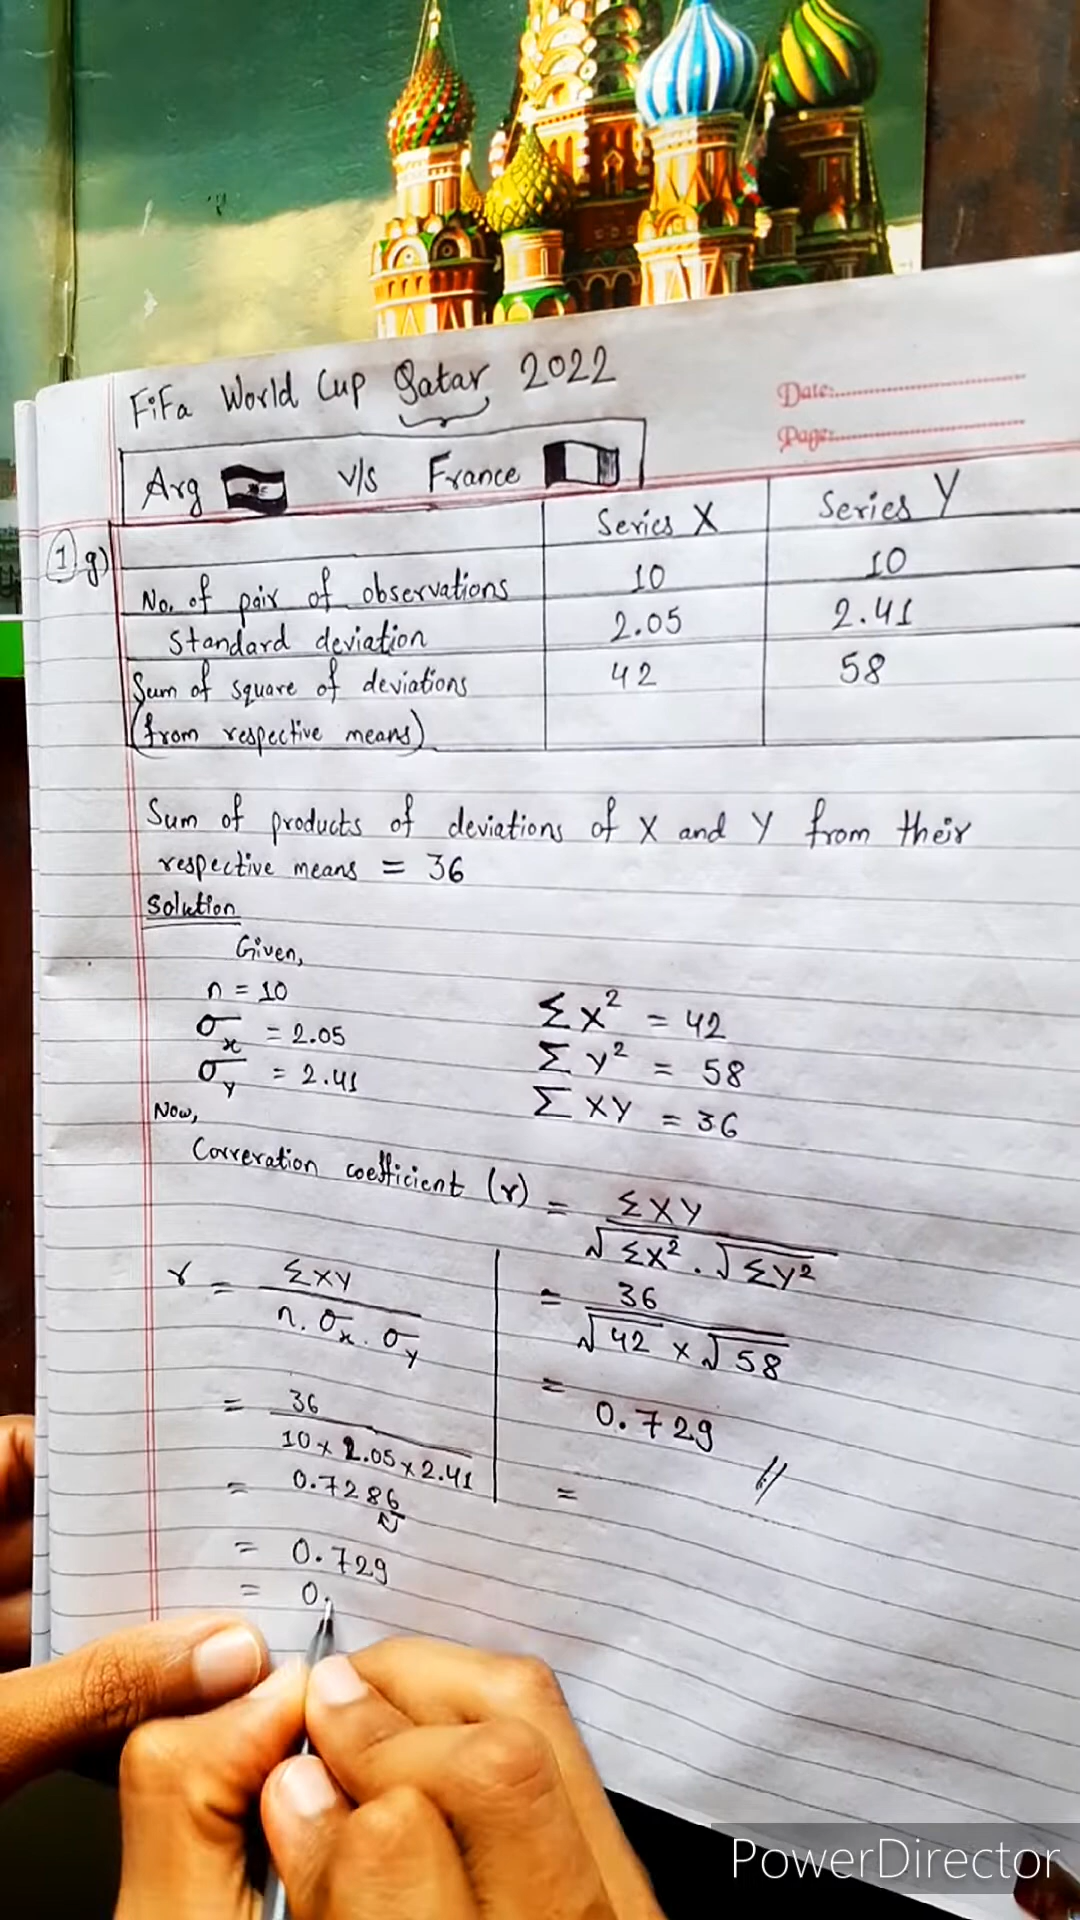 FiFa World Cup Qatar 2022
Date:
Page:
Arg v/s France
Series X Series Y
1 g)
No. of pair of observations 10 10
Standard deviation 2.05 2.41
Sum of square of deviations 42 58
(from respective means)
Sum of products of deviations of X and Y from their
respective means = 36
Solution
Given,
n = 10
σx = 2.05
σy = 2.41
Σx² = 42
Σy² = 58
Σxy = 36
Now,
Correration coefficient (r) = ΣXY / √ΣX² . √ΣY²
= 36 / √42 × √58
= 0.729 //
=
r = ΣXY / n. σx. σy
= 36 / 10 × 2.05 × 2.41
= 0.7286
= 0.729
= 0.
PowerDirector